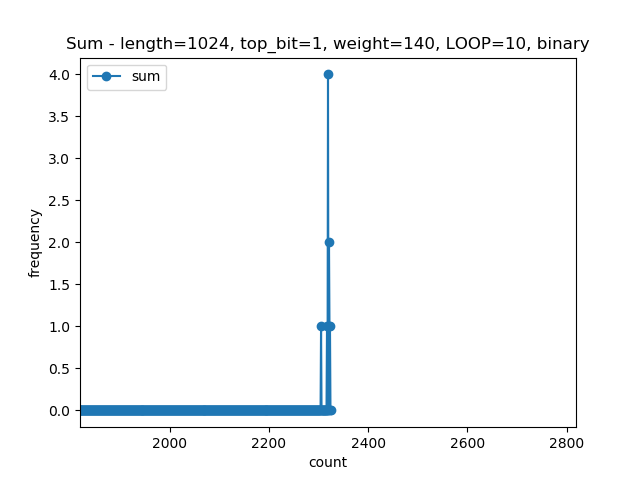 Sum - length=1024, top_bit=1, weight=140, LOOP=10, binary
sum
4.0
3.5
3.0
2.5
2.0
1.5
1.0
0.5
0.0
frequency
2000 2200 2400 2600 2800
count